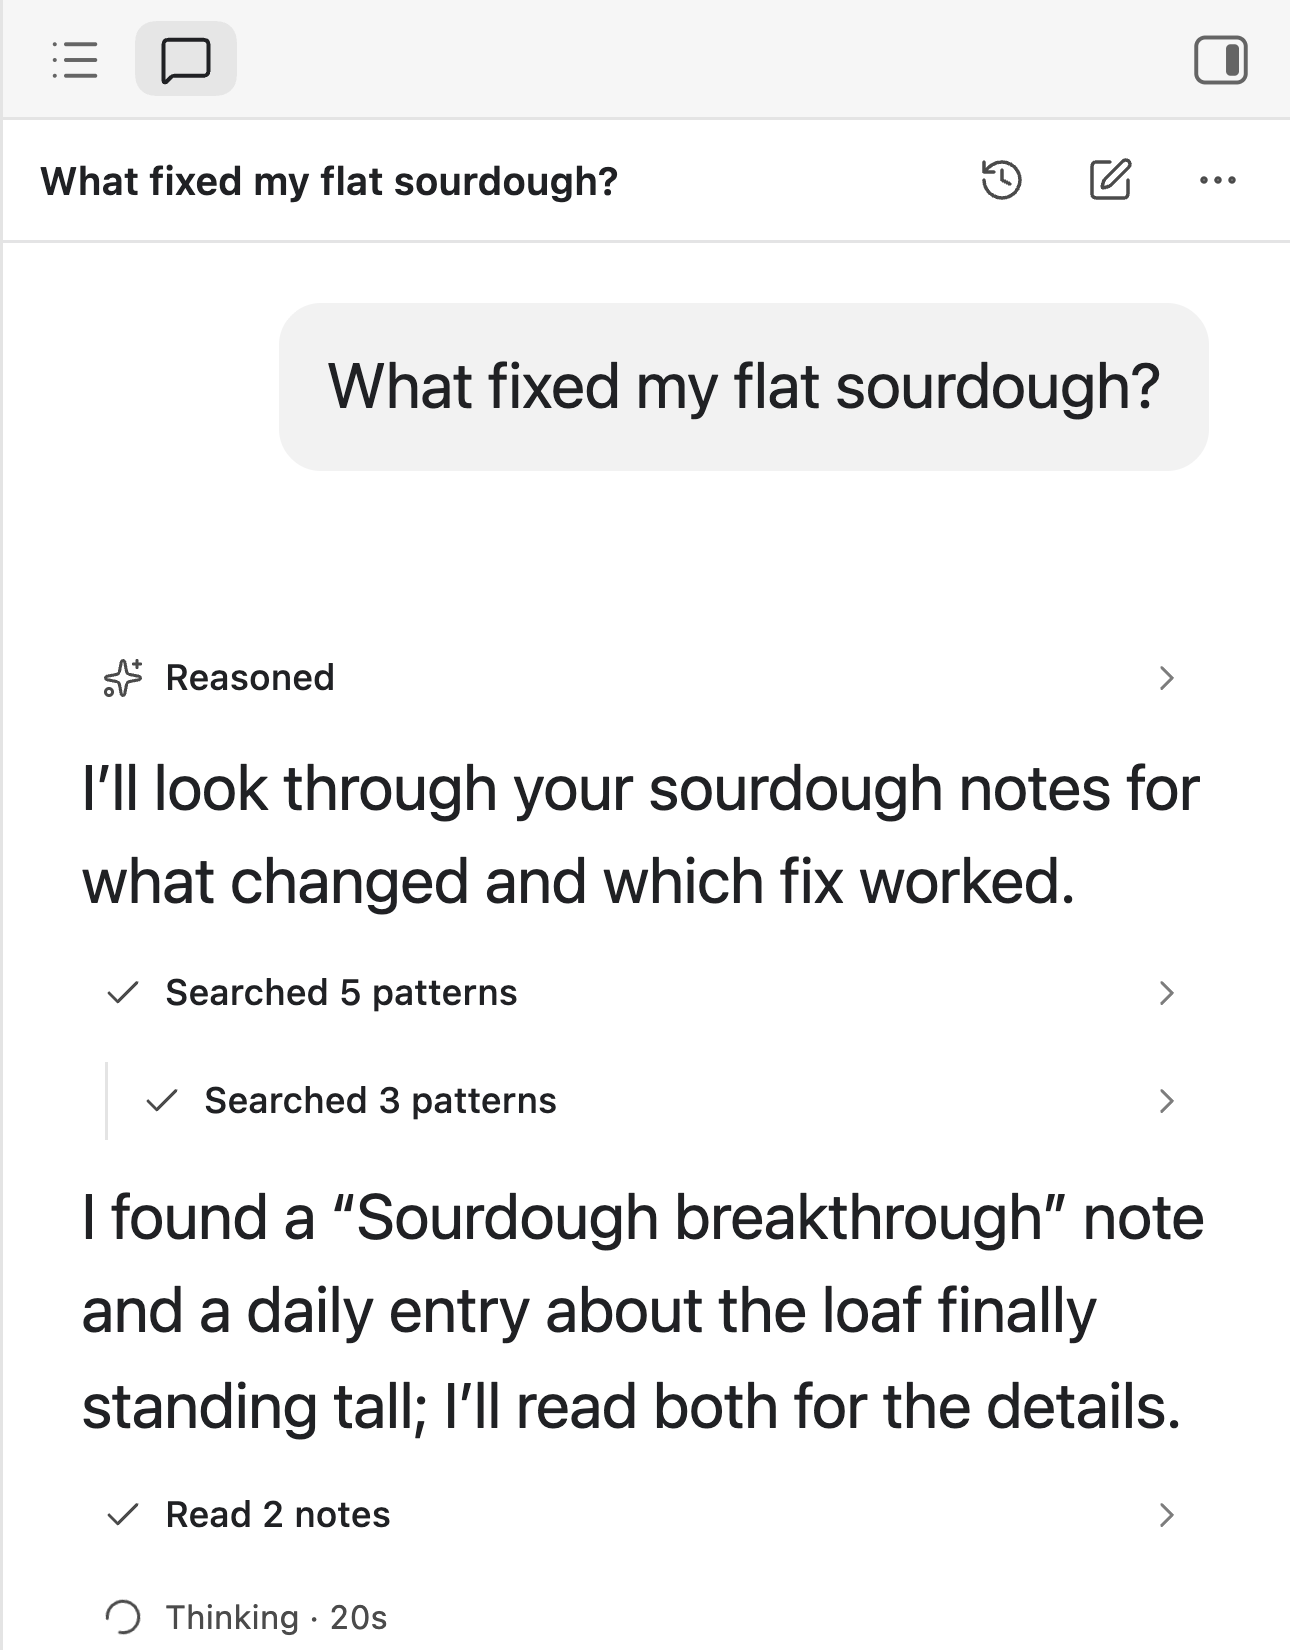 What fixed my flat sourdough?
What fixed my flat sourdough?
Reasoned
I’ll look through your sourdough notes for
what changed and which fix worked.
Searched 5 patterns
Searched 3 patterns
I found a “Sourdough breakthrough” note
and a daily entry about the loaf finally
standing tall; I’ll read both for the details.
Read 2 notes
Thinking · 20s